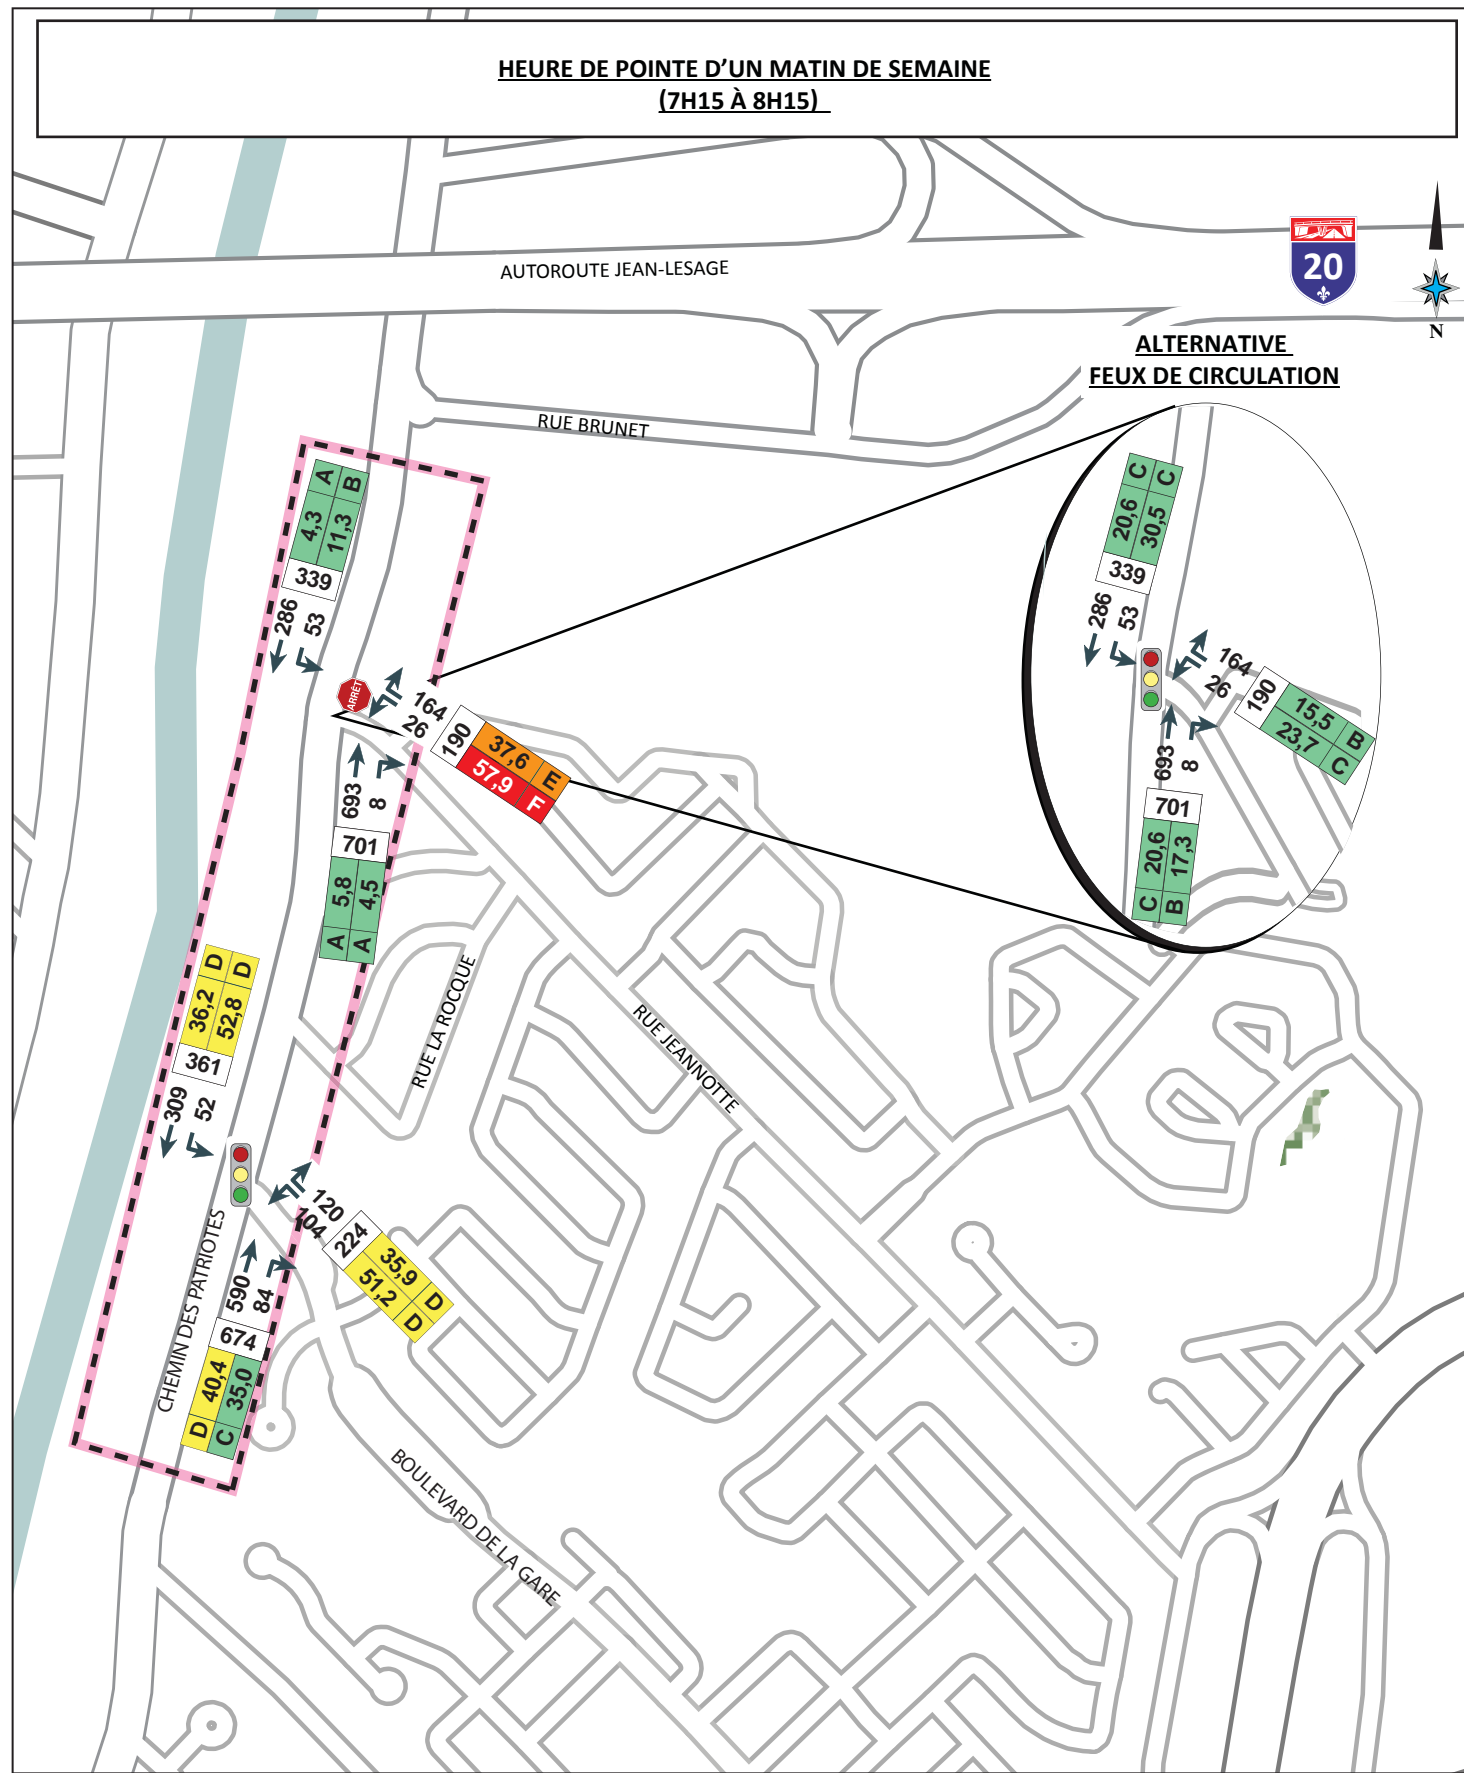 HEURE DE POINTE D'UN MATIN DE SEMAINE
(7H15 À 8H15)
AUTOROUTE JEAN-LESAGE
20
N
ALTERNATIVE
FEUX DE CIRCULATION
RUE BRUNET
A
B
4,3
11,3
339
286
53
ARRÊT
164
26
190
37,6
E
57,9
F
693
8
701
5,8
4,5
A
A
C
C
20,6
30,5
339
286
53
164
26
190
15,5
B
23,7
C
693
8
701
20,6
17,3
C
B
RUE LA ROCQUE
RUE JEANNOTTE
D
D
36,2
52,8
361
309
52
120
104
224
35,9
D
51,2
D
590
84
674
40,4
35,0
D
C
CHEMIN DES PATRIOTES
BOULEVARD DE LA GARE